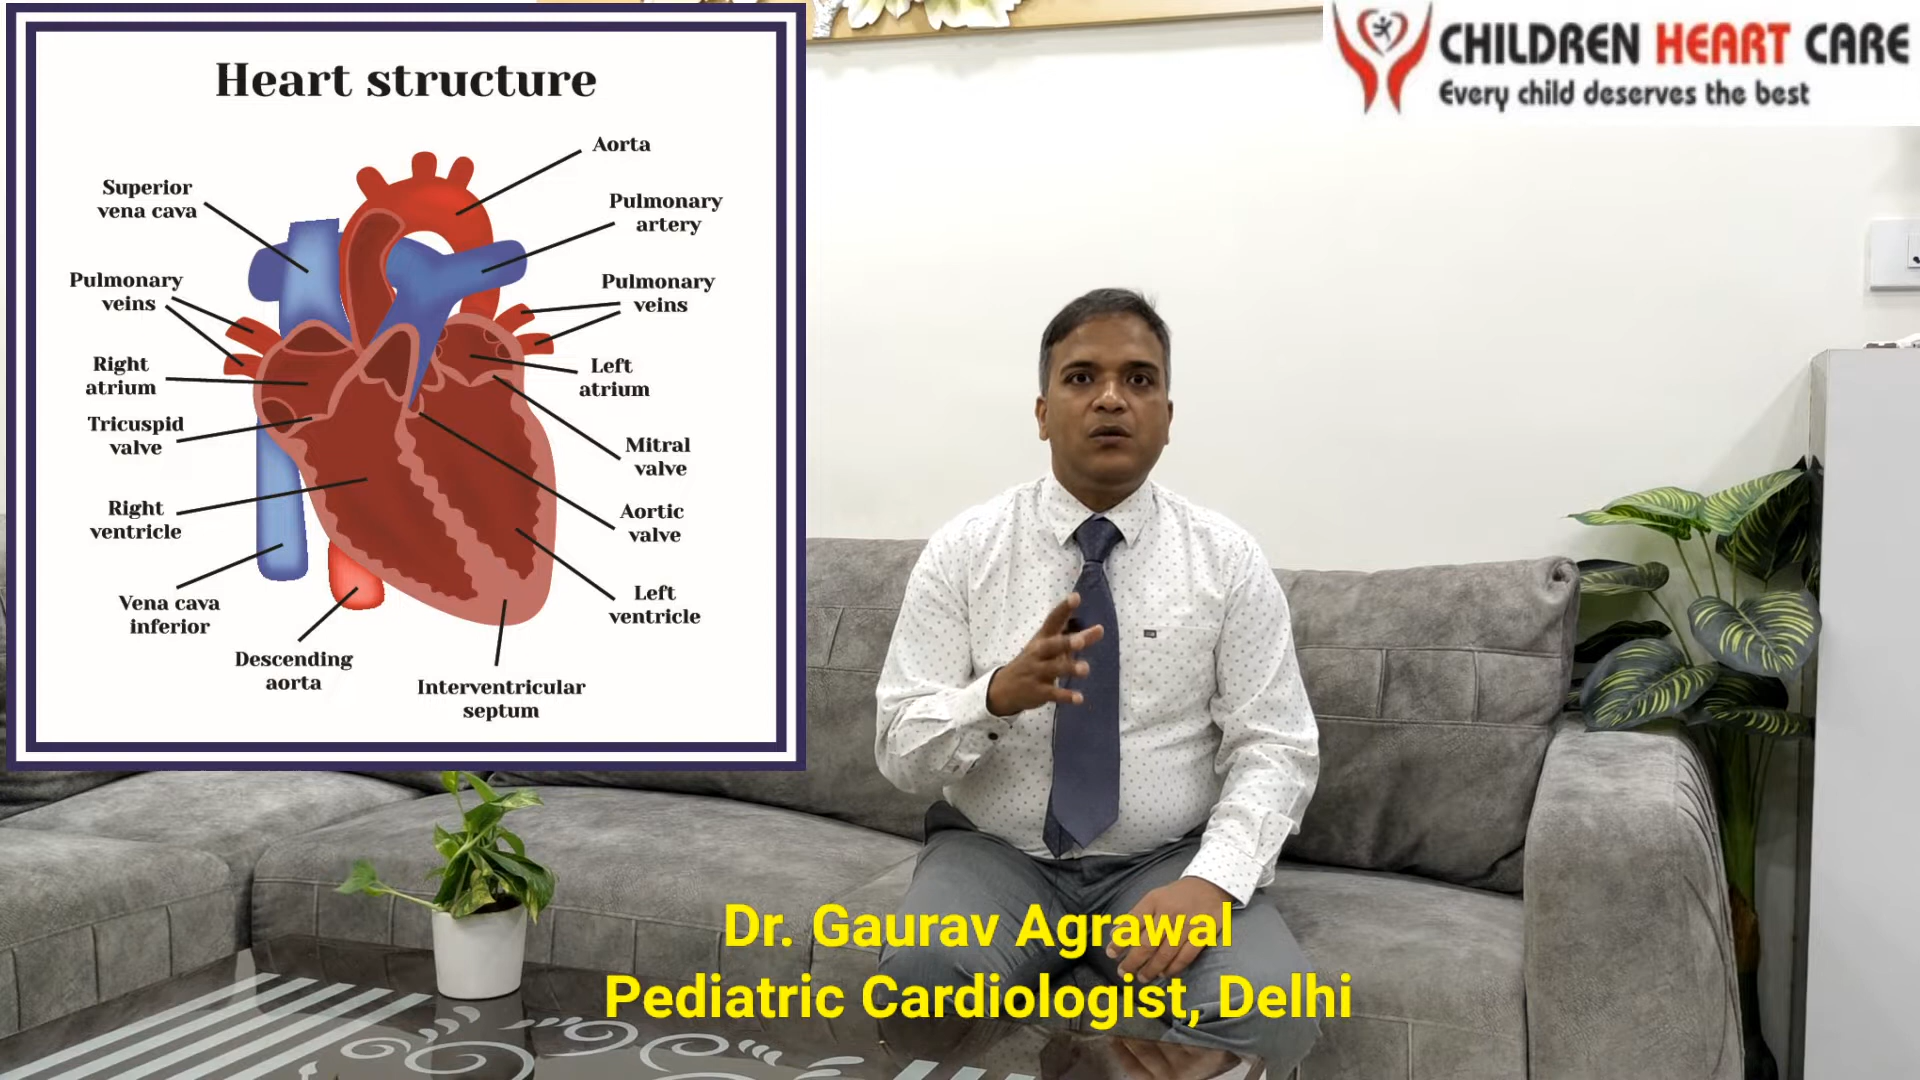 Heart structure
Aorta
Superior
vena cava
Pulmonary
artery
Pulmonary
veins
Pulmonary
veins
Right
atrium
Left
atrium
Tricuspid
valve
Mitral
valve
Right
ventricle
Aortic
valve
Vena cava
inferior
Left
ventricle
Descending
aorta
Interventricular
septum
CHILDREN HEART CARE
Every child deserves the best
Dr. Gaurav Agrawal
Pediatric Cardiologist, Delhi